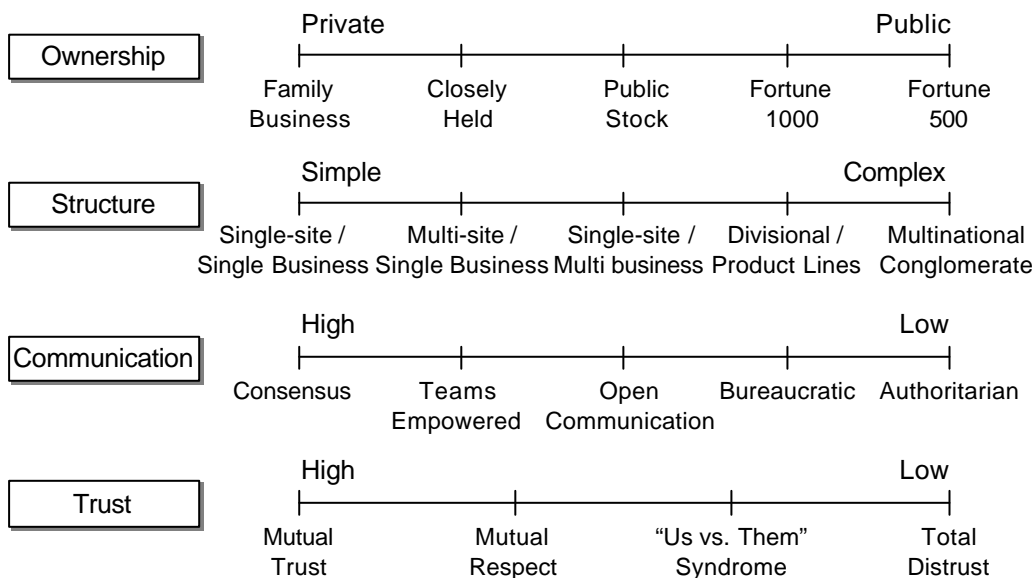 Private Public
Ownership
Family Closely Public Fortune Fortune
Business Held Stock 1000 500
Simple Complex
Structure
Single-site / Multi-site / Single-site / Divisional / Multinational
Single Business Single Business Multi business Product Lines Conglomerate
High Low
Communication
Consensus Teams Open Bureaucratic Authoritarian
Empowered Communication
High Low
Trust
Mutual Mutual “Us vs. Them” Total
Trust Respect Syndrome Distrust